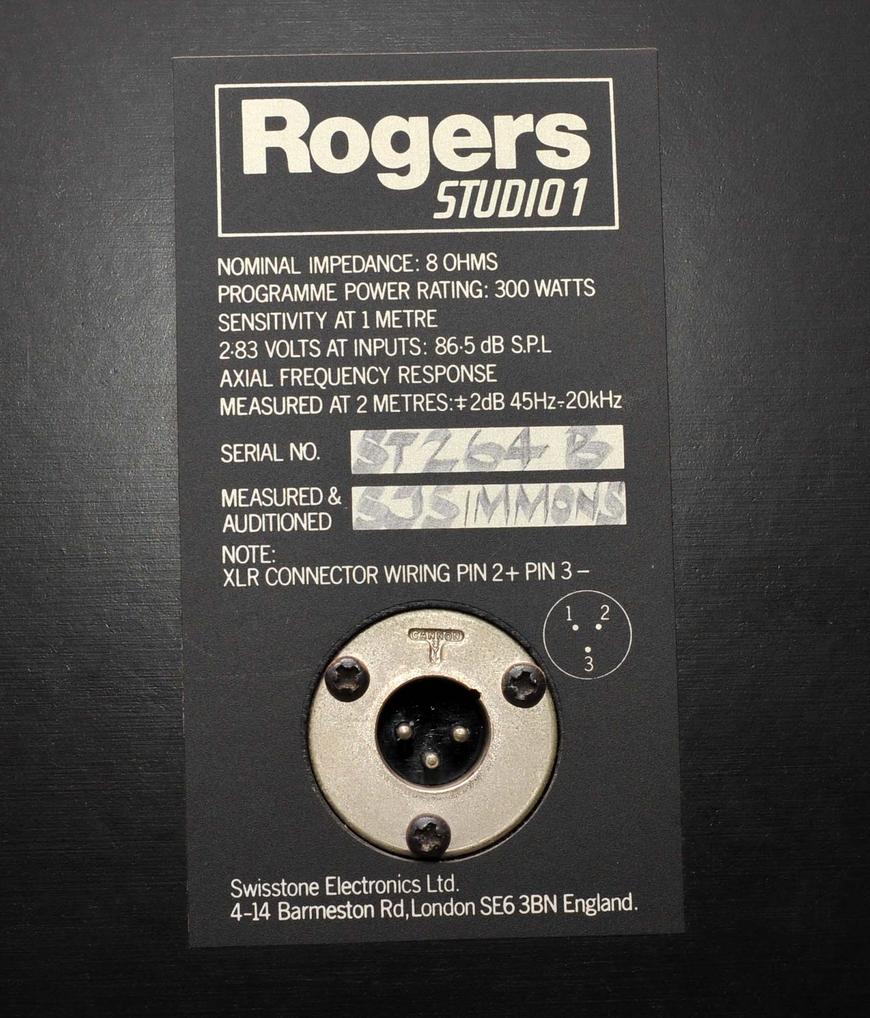 Rogers
STUDIO 1
NOMINAL IMPEDANCE: 8 OHMS
PROGRAMME POWER RATING: 300 WATTS
SENSITIVITY AT 1 METRE
2·83 VOLTS AT INPUTS: 86·5 dB S.P.L
AXIAL FREQUENCY RESPONSE
MEASURED AT 2 METRES:∓2dB 45Hz-20kHz
SERIAL NO. ST264 B
MEASURED &
AUDITIONED SJSIMMONS
NOTE:
XLR CONNECTOR WIRING PIN 2+ PIN 3 –
1 2
3
CANNON
Swisstone Electronics Ltd.
4-14 Barmeston Rd, London SE6 3BN England.